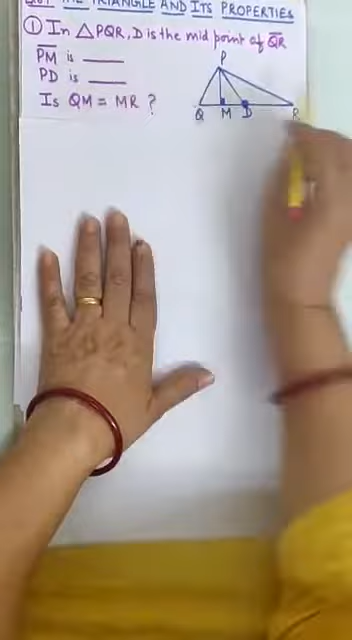 THE TRIANGLE AND ITS PROPERTIES
① In △PQR, D is the mid point of QR
PM is ____
PD is ____
Is QM = MR ?
P
Q M D R